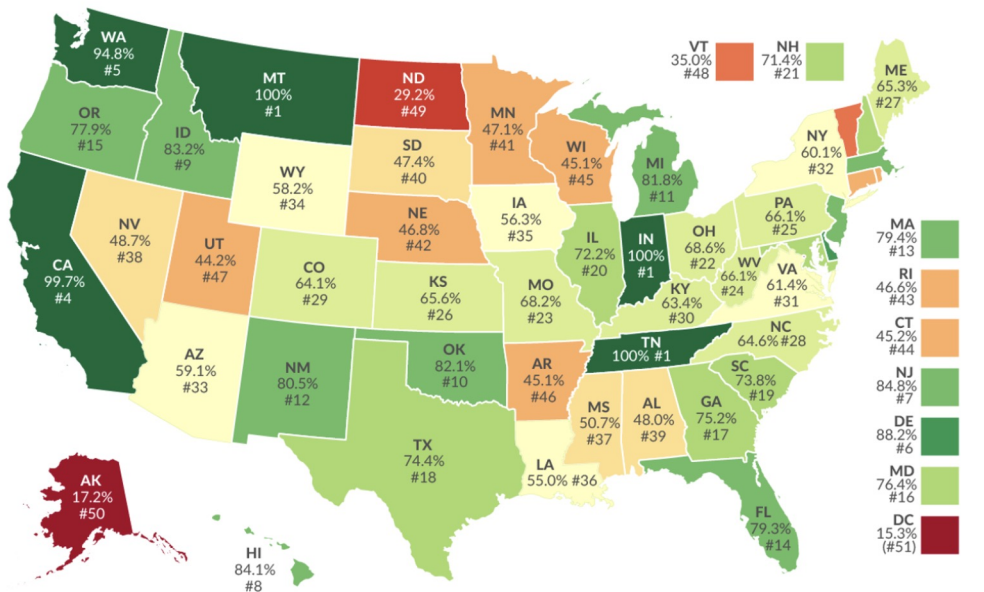 WA
94.8%
#5
MT
100%
#1
ND
29.2%
#49
MN
47.1%
#41
VT
35.0%
#48
NH
71.4%
#21
ME
65.3%
#27
OR
77.9%
#15
ID
83.2%
#9
SD
47.4%
#40
WI
45.1%
#45
MI
81.8%
#11
NY
60.1%
#32
WY
58.2%
#34
IA
56.3%
#35
NE
46.8%
#42
PA
66.1%
#25
NV
48.7%
#38
UT
44.2%
#47
CO
64.1%
#29
KS
65.6%
#26
MO
68.2%
#23
IL
72.2%
#20
IN
100%
#1
OH
68.6%
#22
WV
66.1%
#24
VA
61.4%
#31
KY
63.4%
#30
CA
99.7%
#4
MA
79.4%
#13
RI
46.6%
#43
CT
45.2%
#44
NJ
84.8%
#7
DE
88.2%
#6
MD
76.4%
#16
DC
15.3%
(#51)
NC
64.6% #28
TN
100% #1
AZ
59.1%
#33
NM
80.5%
#12
OK
82.1%
#10
AR
45.1%
#46
SC
73.8%
#19
MS
50.7%
#37
AL
48.0%
#39
GA
75.2%
#17
TX
74.4%
#18
LA
55.0% #36
FL
79.3%
#14
AK
17.2%
#50
HI
84.1%
#8